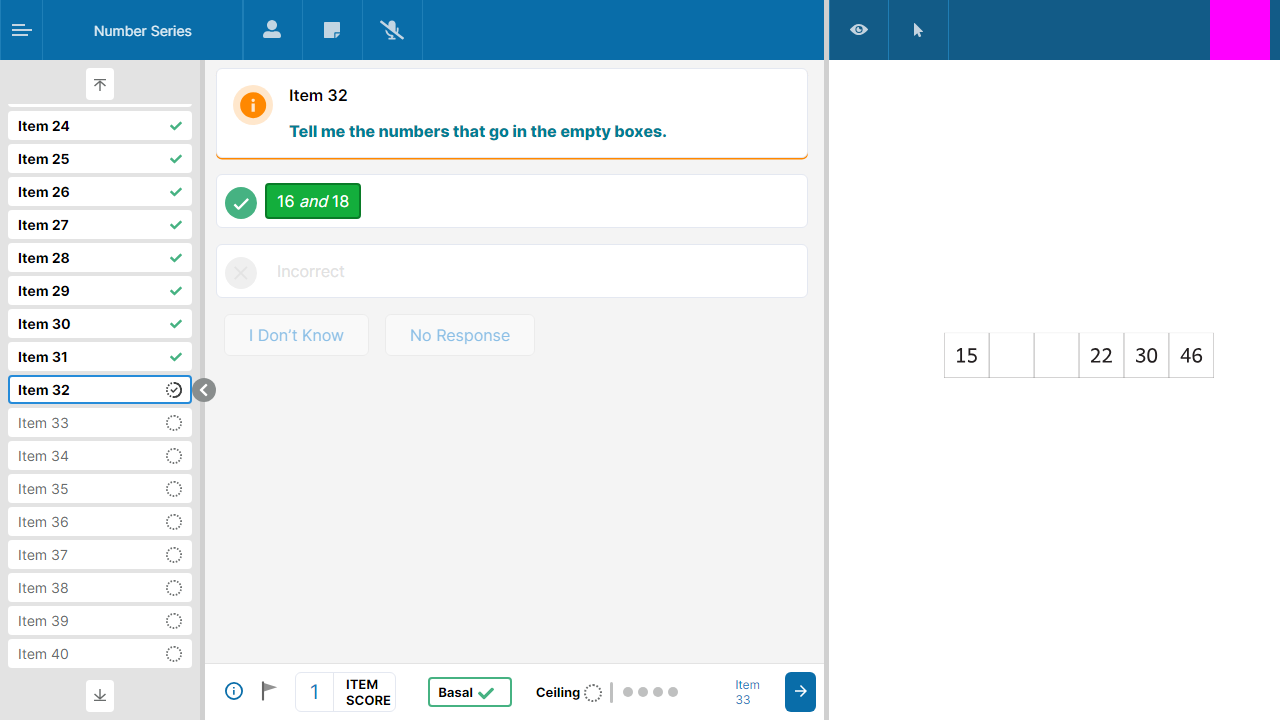 Number Series
Item 24
Item 25
Item 26
Item 27
Item 28
Item 29
Item 30
Item 31
Item 32
Item 33
Item 34
Item 35
Item 36
Item 37
Item 38
Item 39
Item 40
Item 32
Tell me the numbers that go in the empty boxes.
16 and 18
Incorrect
I Don't Know
No Response
1
ITEM
SCORE
Basal
Ceiling
Item
33
15 22 30 46